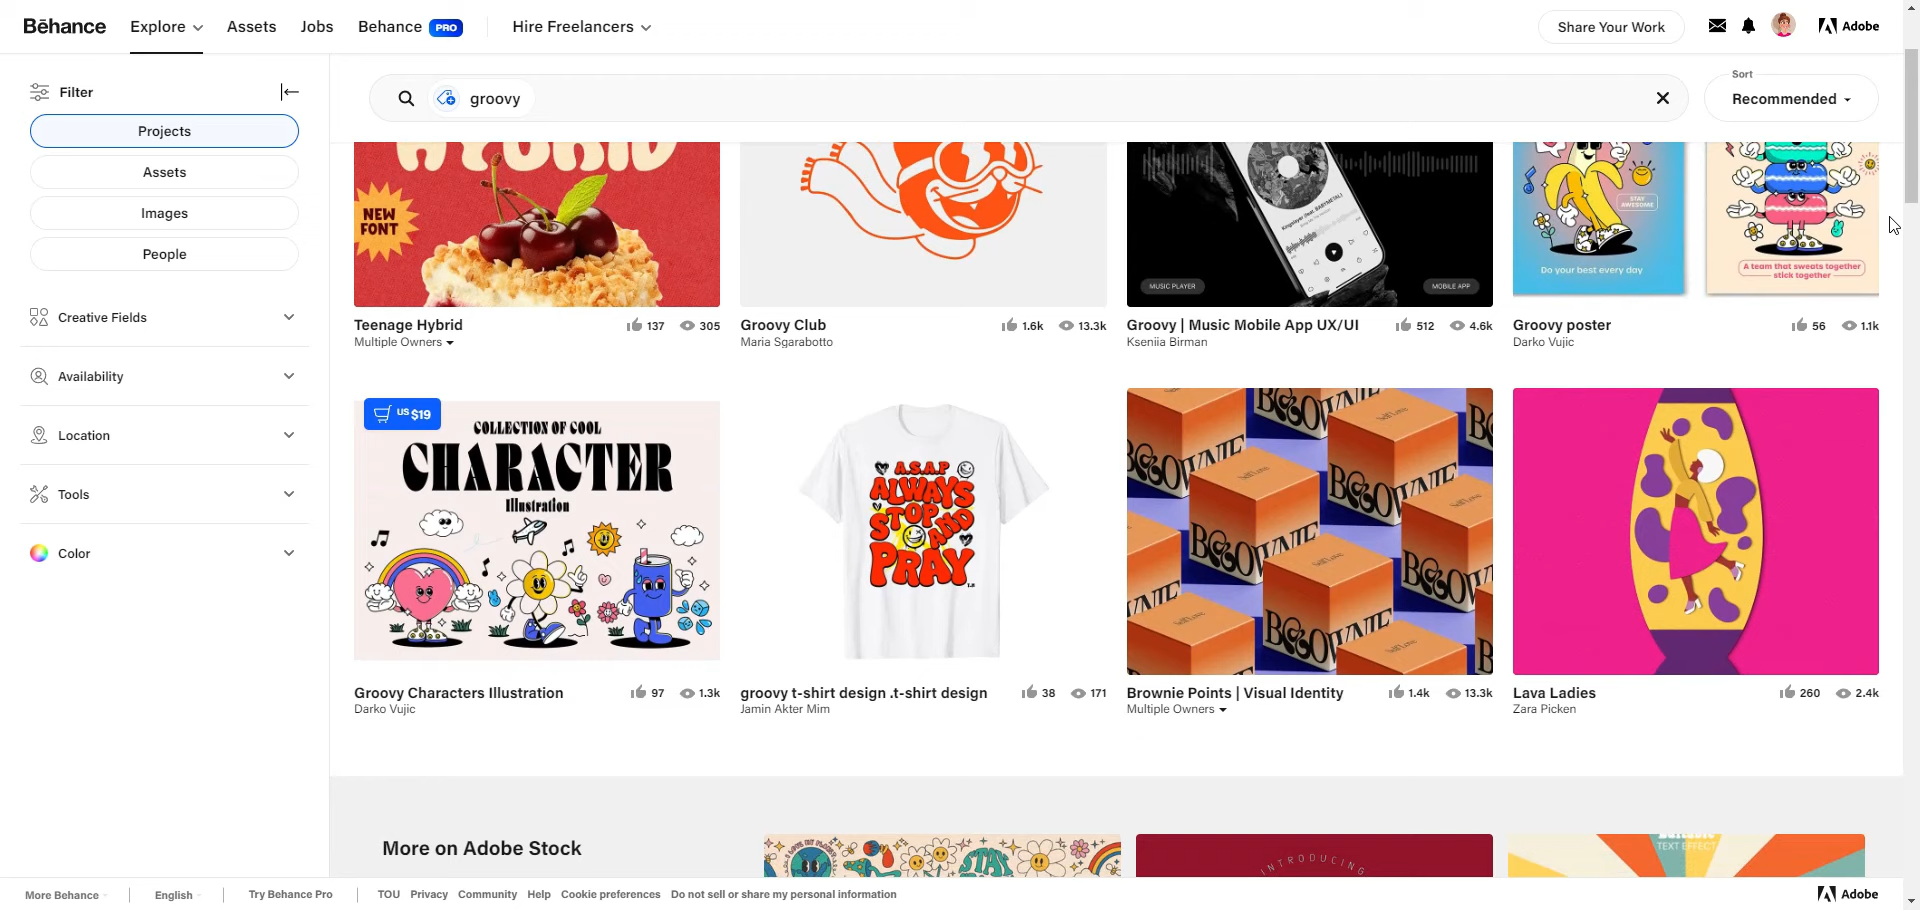 Bēhance
Explore
Assets
Jobs
Behance PRO
Hire Freelancers
Share Your Work
Adobe
Filter
Projects
Assets
Images
People
Creative Fields
Availability
Location
Tools
Color
groovy
Sort
Recommended
HYBRID
NEW
FONT
MUSIC PLAYER
MOBILE APP
STAY
AWESOME
Do your best every day
A team that sweats together
stick together
Teenage Hybrid
137 305
Multiple Owners
Groovy Club
1.6k 13.3k
Maria Sgarabotto
Groovy | Music Mobile App UX/UI
512 4.6k
Kseniia Birman
Groovy poster
56 1.1k
Darko Vujic
US $19
COLLECTION OF COOL
CHARACTER
Illustration
A.S.A.P
ALWAYS
STOP AND
PRAY
BROWNIE
Groovy Characters Illustration
97 1.3k
Darko Vujic
groovy t-shirt design .t-shirt design
38 171
Jamin Akter Mim
Brownie Points | Visual Identity
1.4k 13.3k
Multiple Owners
Lava Ladies
260 2.4k
Zara Picken
More on Adobe Stock
STAY
INTRODUCING
TEXT EFFECT
More Behance
English
Try Behance Pro
TOU Privacy Community Help Cookie preferences Do not sell or share my personal information
Adobe